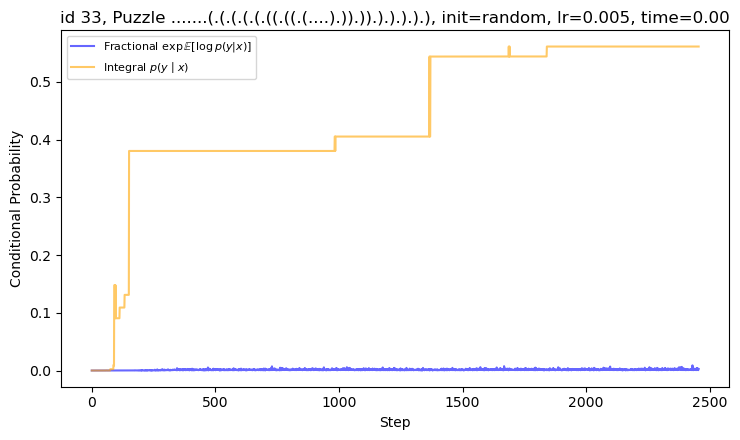 id 33, Puzzle .......(.(.(.(.(.((.((.(....).)).)).).).).).), init=random, lr=0.005, time=0.00
Fractional exp𝔼[log p(y|x)]
Integral p(y | x)
Conditional Probability
0.5
0.4
0.3
0.2
0.1
0.0
0
500
1000
1500
2000
2500
Step